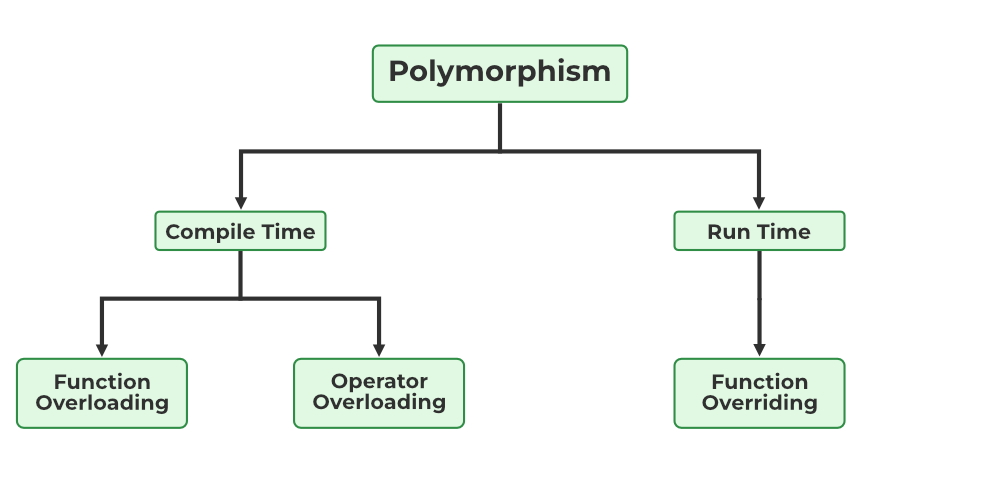 Polymorphism
Compile Time
Run Time
Function
Overloading
Operator
Overloading
Function
Overriding